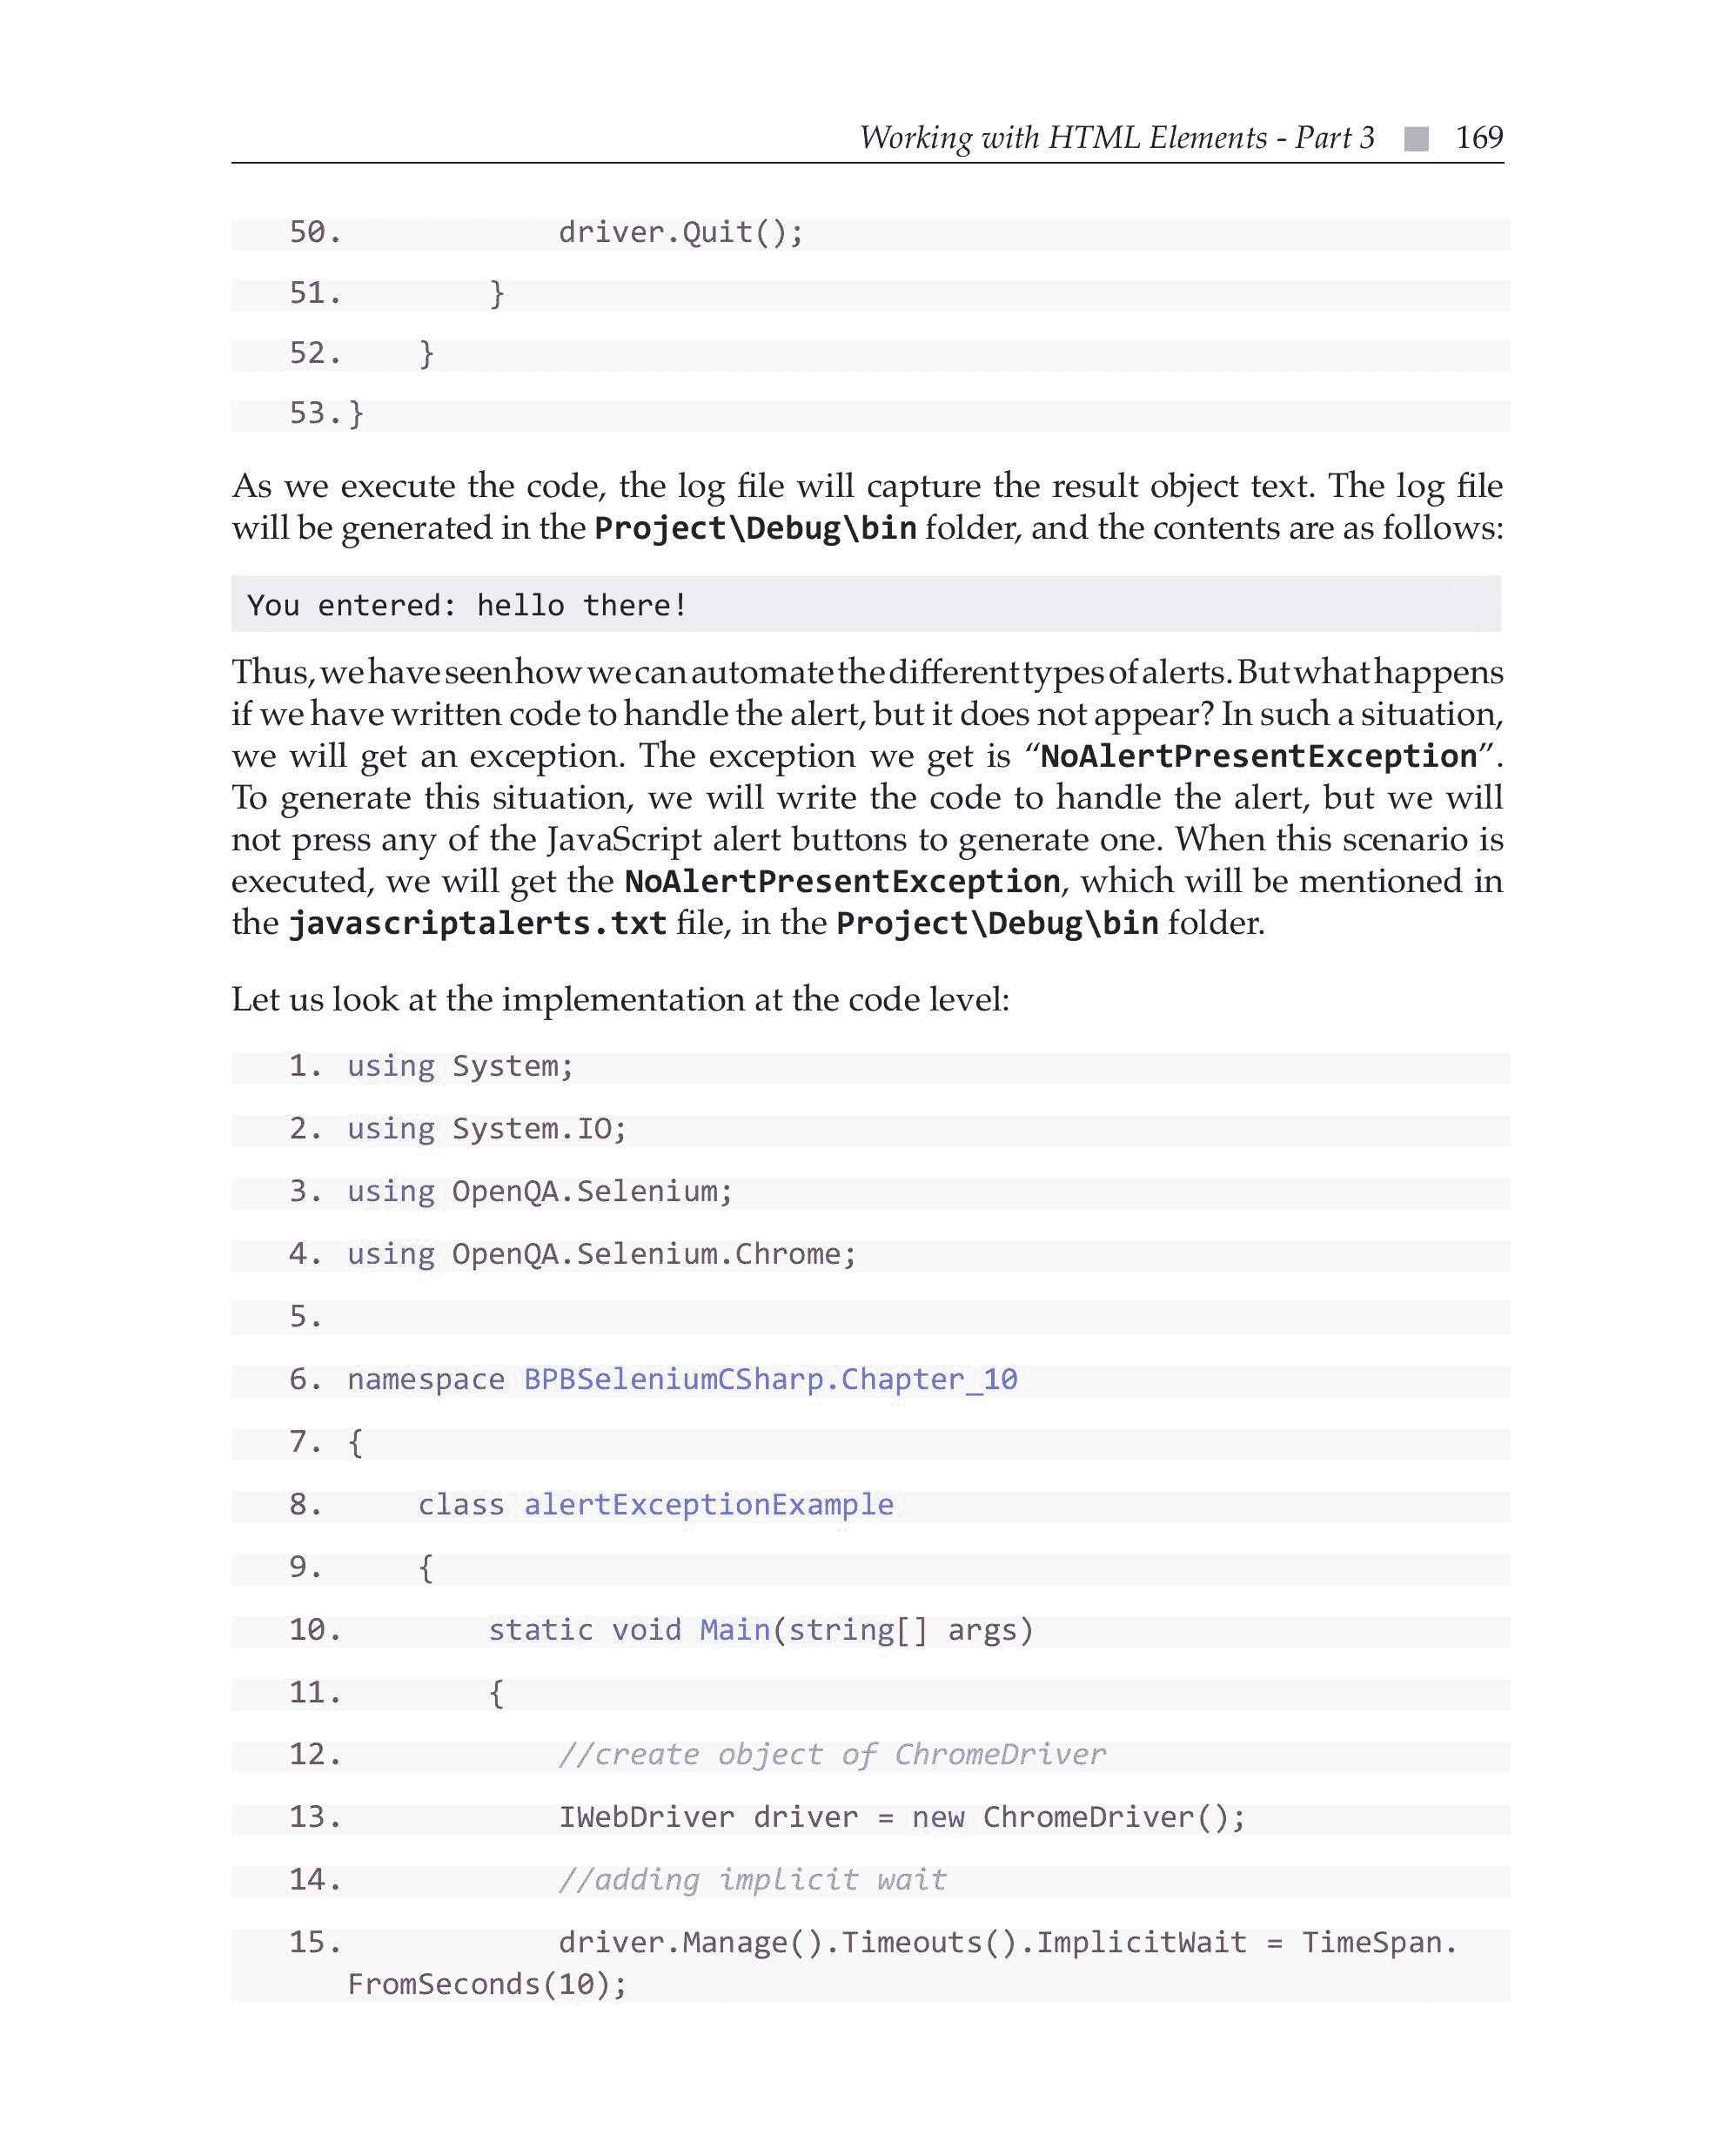 Working with HTML Elements - Part 3 169
50. driver.Quit();
51. }
52. }
53.}
As we execute the code, the log file will capture the result object text. The log file
will be generated in the Project\Debug\bin folder, and the contents are as follows:
You entered: hello there!
Thus, we have seen how we can automate the different types of alerts. But what happens
if we have written code to handle the alert, but it does not appear? In such a situation,
we will get an exception. The exception we get is “NoAlertPresentException”.
To generate this situation, we will write the code to handle the alert, but we will
not press any of the JavaScript alert buttons to generate one. When this scenario is
executed, we will get the NoAlertPresentException, which will be mentioned in
the javascriptalerts.txt file, in the Project\Debug\bin folder.
Let us look at the implementation at the code level:
1. using System;
2. using System.IO;
3. using OpenQA.Selenium;
4. using OpenQA.Selenium.Chrome;
5.
6. namespace BPBSeleniumCSharp.Chapter_10
7. {
8. class alertExceptionExample
9. {
10. static void Main(string[] args)
11. {
12. //create object of ChromeDriver
13. IWebDriver driver = new ChromeDriver();
14. //adding implicit wait
15. driver.Manage().Timeouts().ImplicitWait = TimeSpan.
FromSeconds(10);